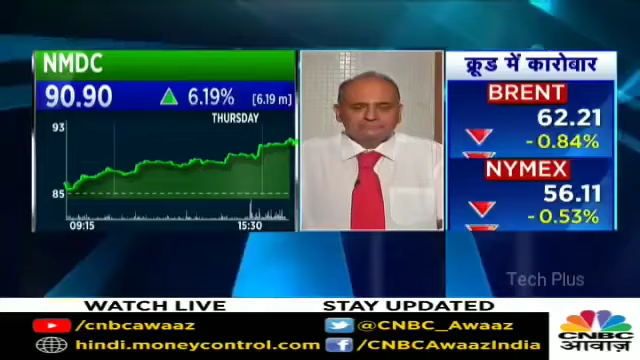 NMDC
90.90 6.19% [6.19 m]
THURSDAY
93
85
09:15 15:30
क्रूड में कारोबार
BRENT
62.21
-0.84%
NYMEX
56.11
-0.53%
Tech Plus
WATCH LIVE STAY UPDATED
/cnbcawaaz @CNBC_Awaaz
hindi.moneycontrol.com /CNBCAwaazIndia
CNBC
आवाज़